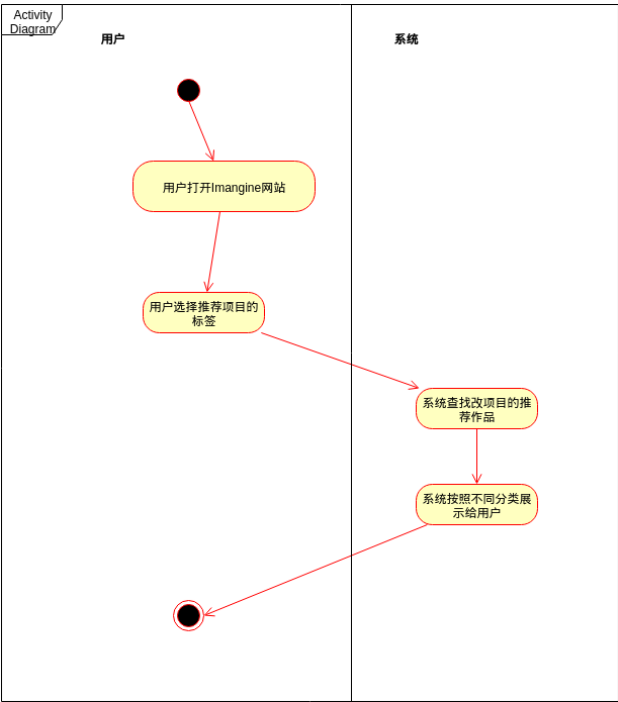 Activity
Diagram
用户
系统
用户打开Imangine网站
用户选择推荐项目的
标签
系统查找改项目的推
荐作品
系统按照不同分类展
示给用户